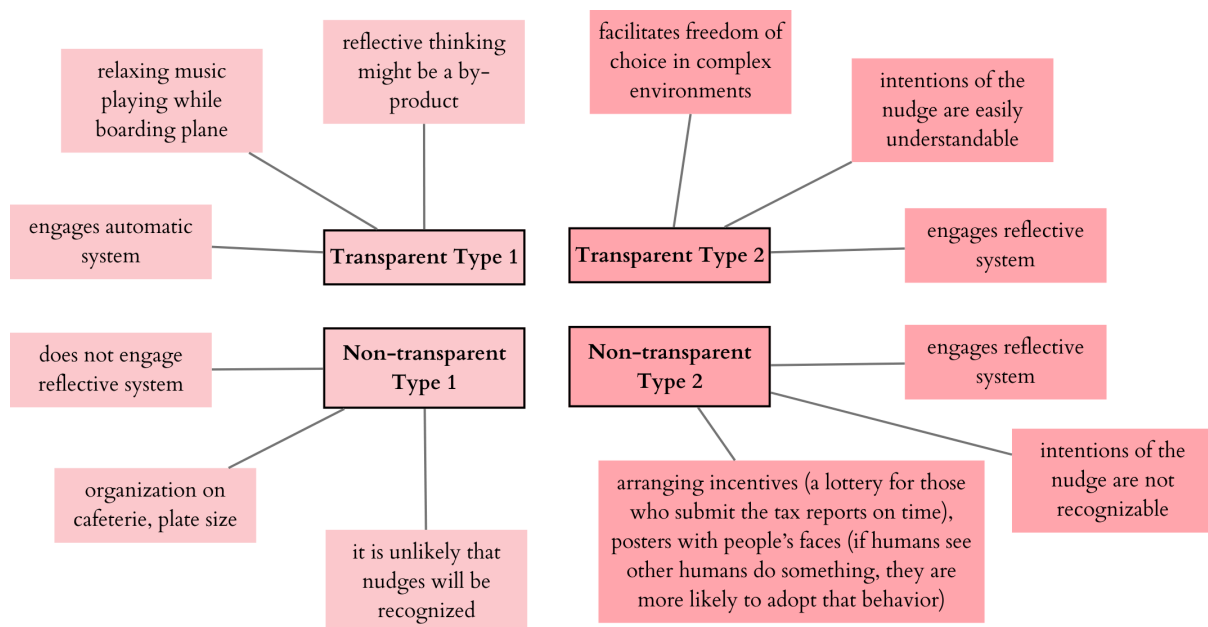 relaxing music
playing while
boarding plane
reflective thinking
might be a by-
product
engages automatic
system
Transparent Type 1
facilitates freedom of
choice in complex
environments
intentions of the
nudge are easily
understandable
Transparent Type 2
engages reflective
system
does not engage
reflective system
Non-transparent
Type 1
organization on
cafeterie, plate size
it is unlikely that
nudges will be
recognized
Non-transparent
Type 2
engages reflective
system
intentions of the
nudge are not
recognizable
arranging incentives (a lottery for those
who submit the tax reports on time),
posters with people’s faces (if humans see
other humans do something, they are
more likely to adopt that behavior)